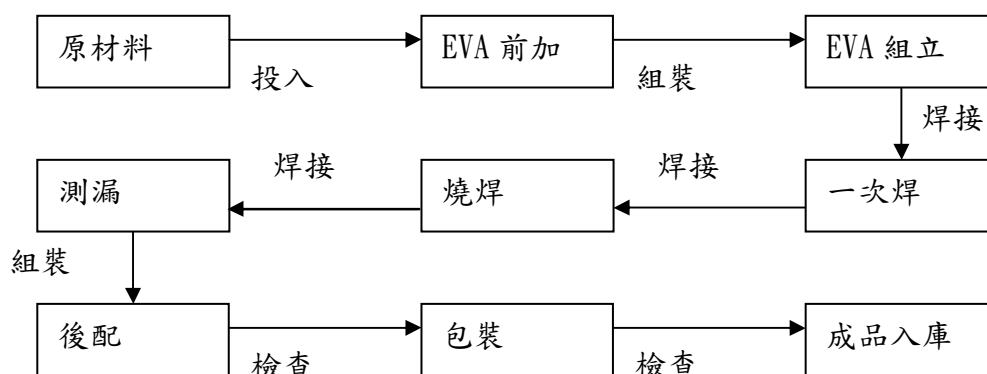 原材料
投入
EVA 前加
組裝
EVA 組立
焊接
一次焊
焊接
燒焊
焊接
測漏
組裝
後配
檢查
包裝
檢查
成品入庫